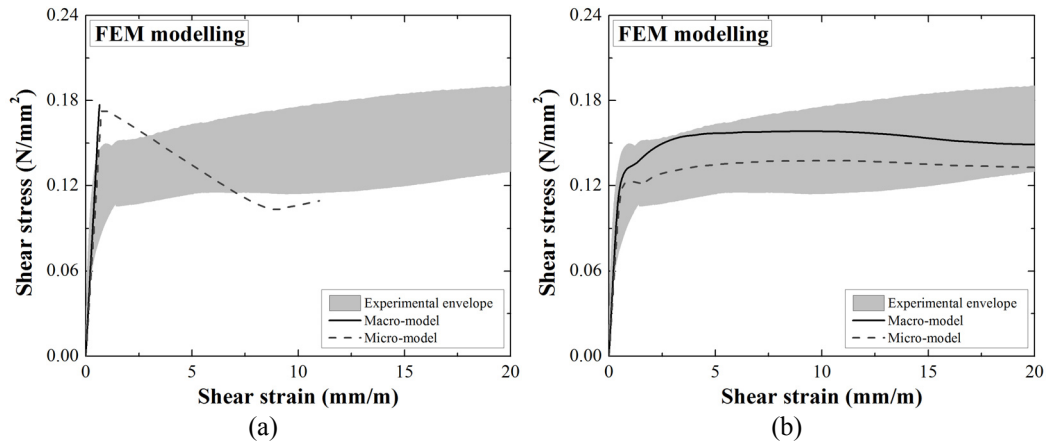 FEM modelling
0.24
0.18
0.12
0.06
0.00
Shear stress (N/mm²)
Experimental envelope
Macro-model
Micro-model
0 5 10 15 20
Shear strain (mm/m)
(a)
FEM modelling
0.24
0.18
0.12
0.06
0.00
Shear stress (N/mm²)
Experimental envelope
Macro-model
Micro-model
0 5 10 15 20
Shear strain (mm/m)
(b)